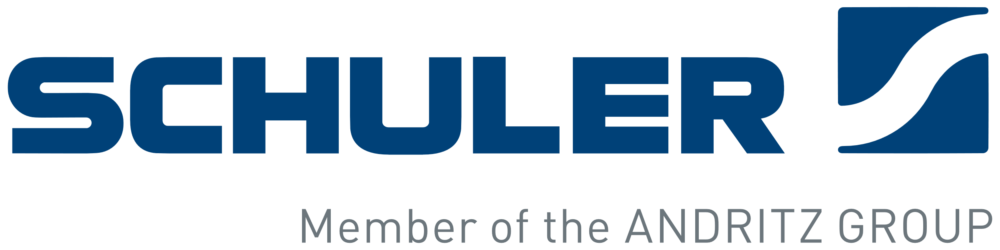 SCHULER
Member of the ANDRITZ GROUP